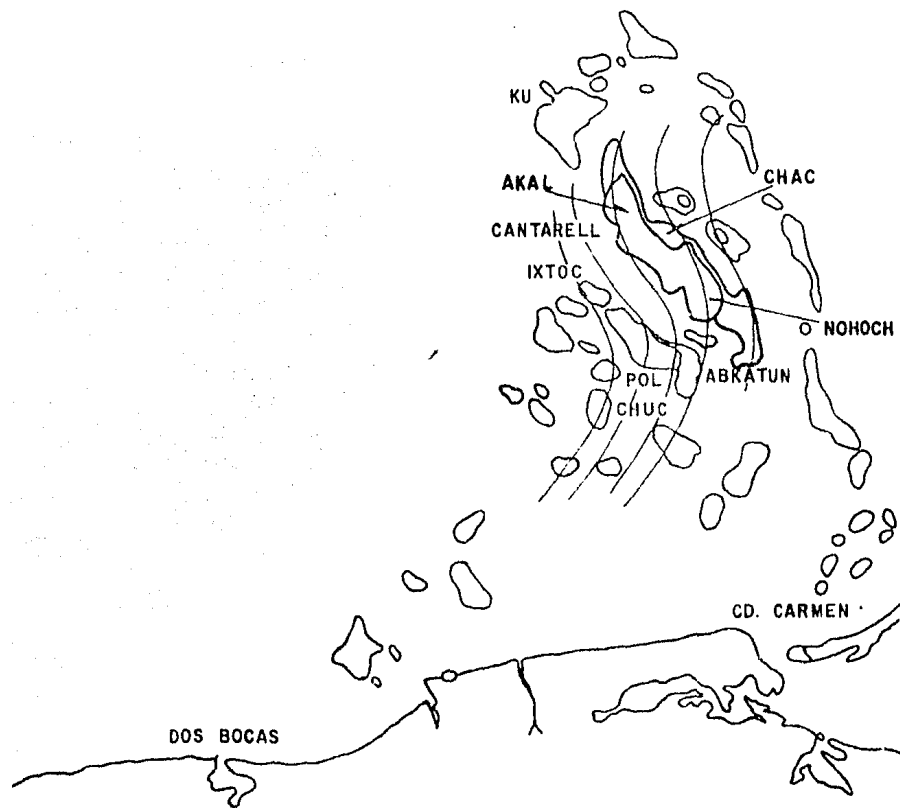 KU
AKAL
CHAC
CANTARELL
IXTOC
NOHOCH
POL
ABKATUN
CHUC
CD. CARMEN
DOS BOCAS